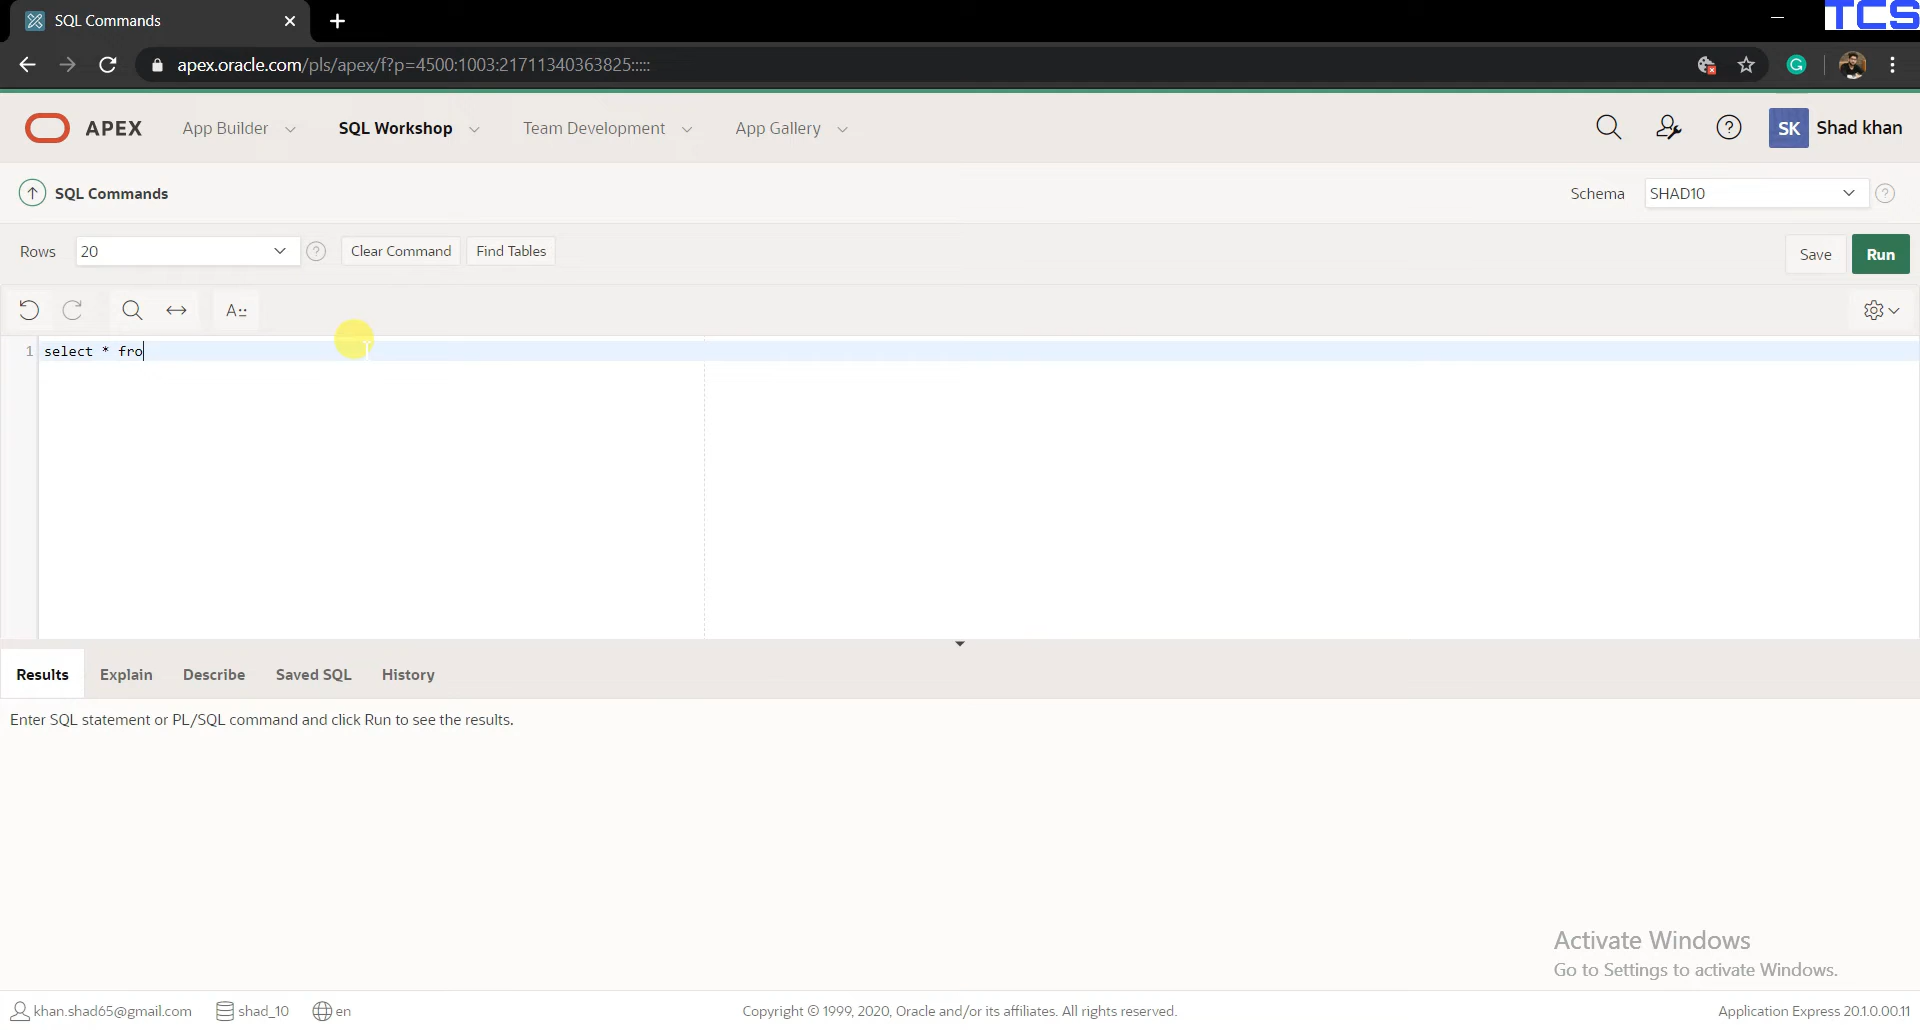 SQL Commands
TCS
apex.oracle.com/pls/apex/f?p=4500:1003:21711340363825:::::
APEX App Builder SQL Workshop Team Development App Gallery SK Shad khan
SQL Commands Schema SHAD10
Rows 20 Clear Command Find Tables Save Run
1 select * fro
Results Explain Describe Saved SQL History
Enter SQL statement or PL/SQL command and click Run to see the results.
Activate Windows
Go to Settings to activate Windows.
khan.shad65@gmail.com shad_10 en Copyright © 1999, 2020, Oracle and/or its affiliates. All rights reserved. Application Express 20.1.0.00.11